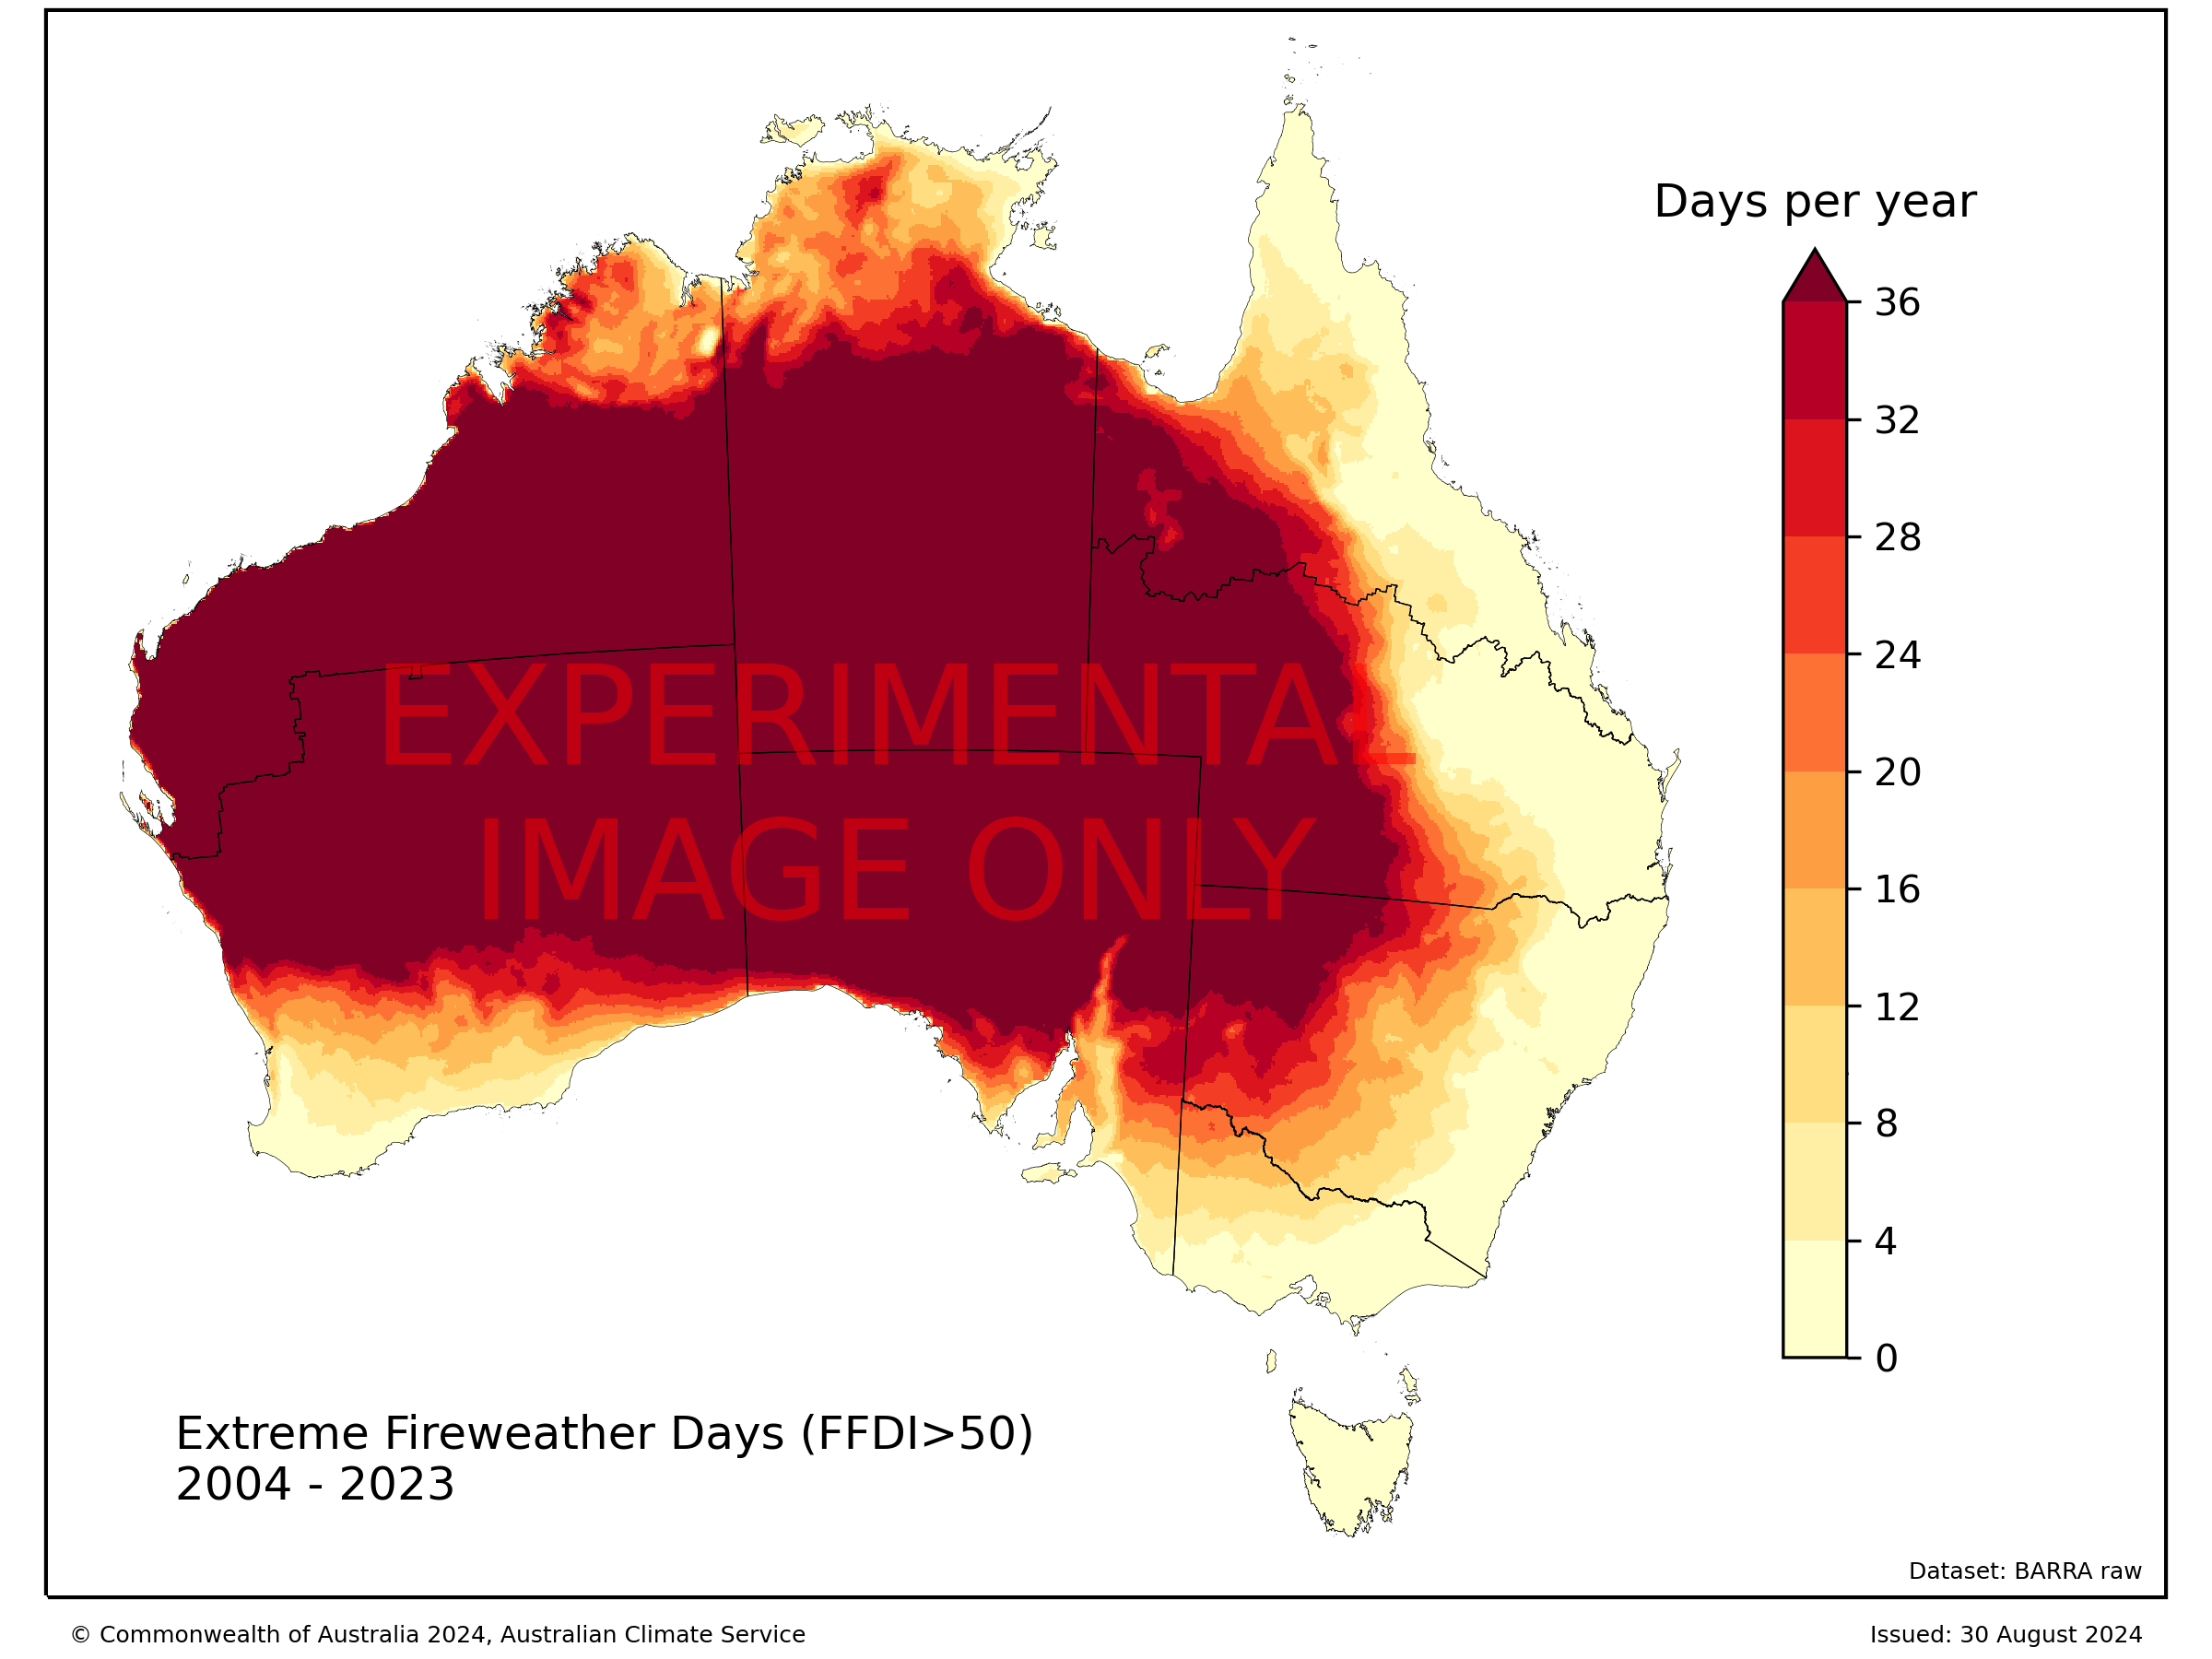 Days per year
36
32
28
24
20
16
12
8
4
0
EXPERIMENTAL
IMAGE ONLY
Extreme Fireweather Days (FFDI>50)
2004 - 2023
Dataset: BARRA raw
© Commonwealth of Australia 2024, Australian Climate Service
Issued: 30 August 2024